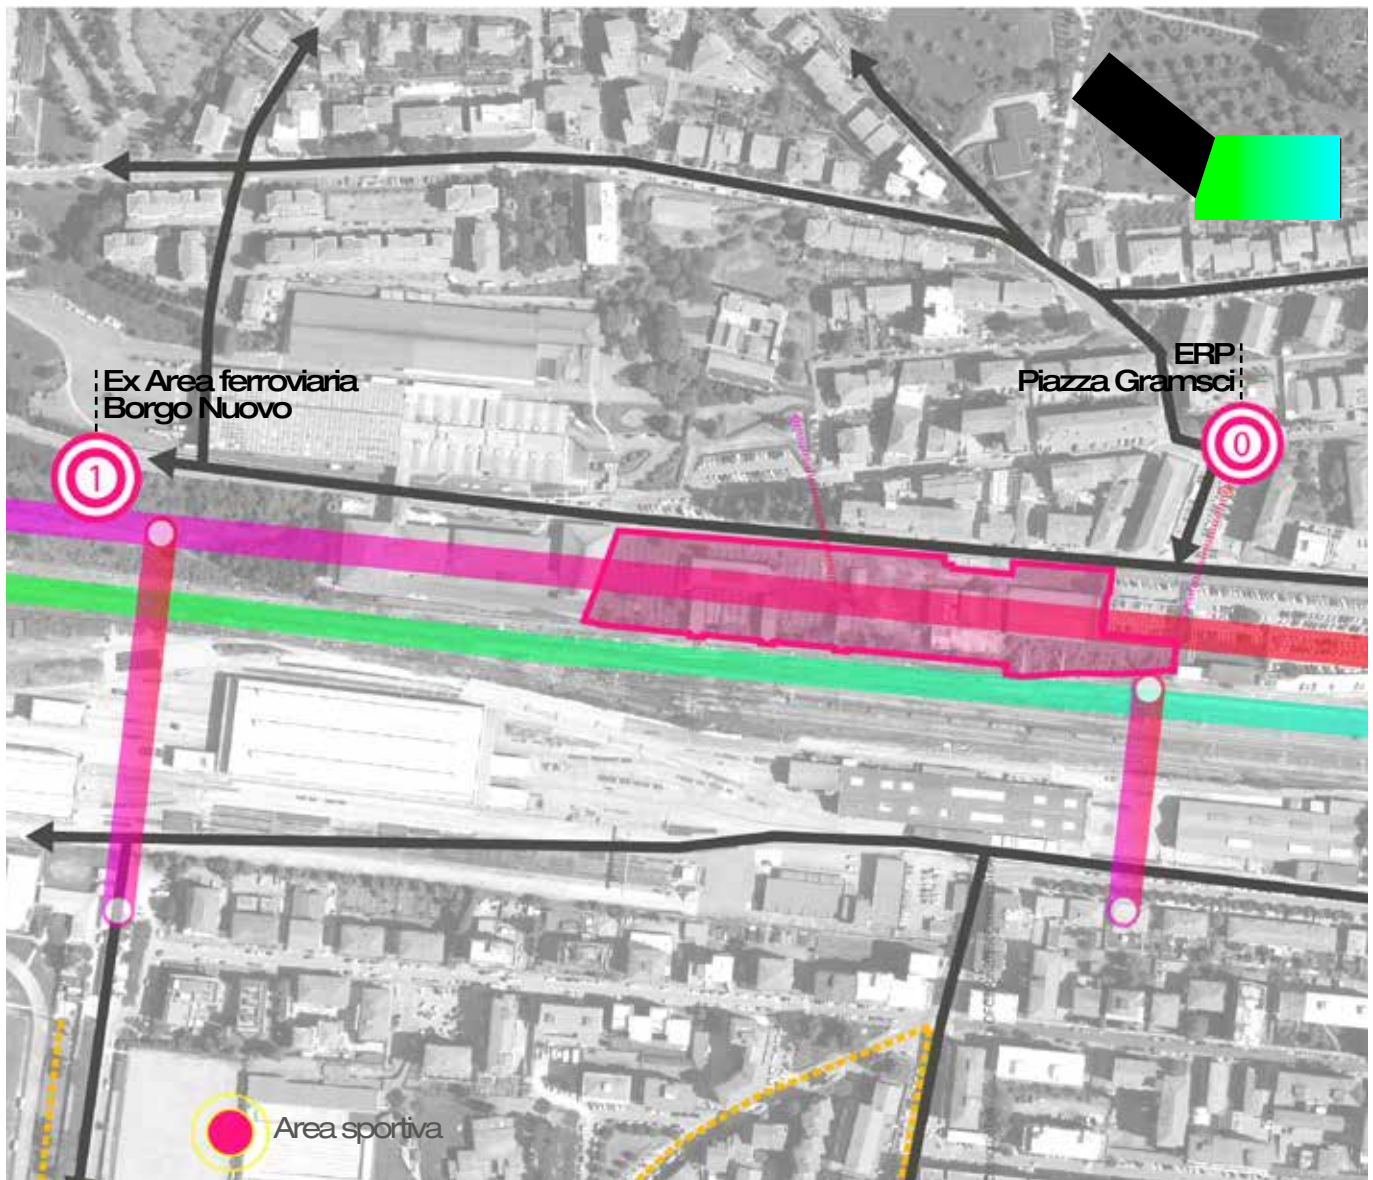 ERP
Piazza Gramsci
0
Ex Area ferroviaria
Borgo Nuovo
1
Area sportiva